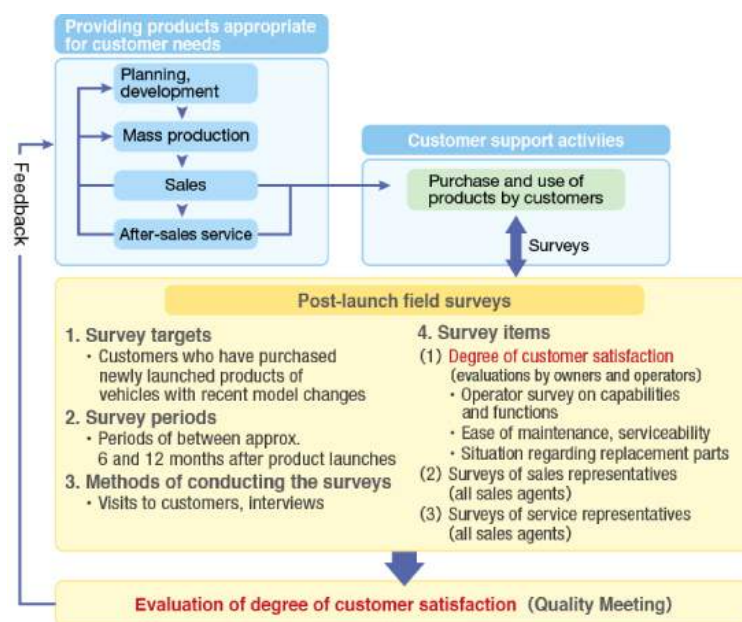 Providing products appropriate
for customer needs
Planning,
development
Mass production
Sales
After-sales service
Customer support activiies
Purchase and use of
products by customers
Surveys
Feedback
Post-launch field surveys
1. Survey targets
・Customers who have purchased
newly launched products of
vehicles with recent model changes
2. Survey periods
・Periods of between approx.
6 and 12 months after product launches
3. Methods of conducting the surveys
・Visits to customers, interviews
4. Survey items
(1) Degree of customer satisfaction
(evaluations by owners and operators)
・Operator survey on capabilities
and functions
・Ease of maintenance, serviceability
・Situation regarding replacement parts
(2) Surveys of sales representatives
(all sales agents)
(3) Surveys of service representatives
(all sales agents)
Evaluation of degree of customer satisfaction (Quality Meeting)